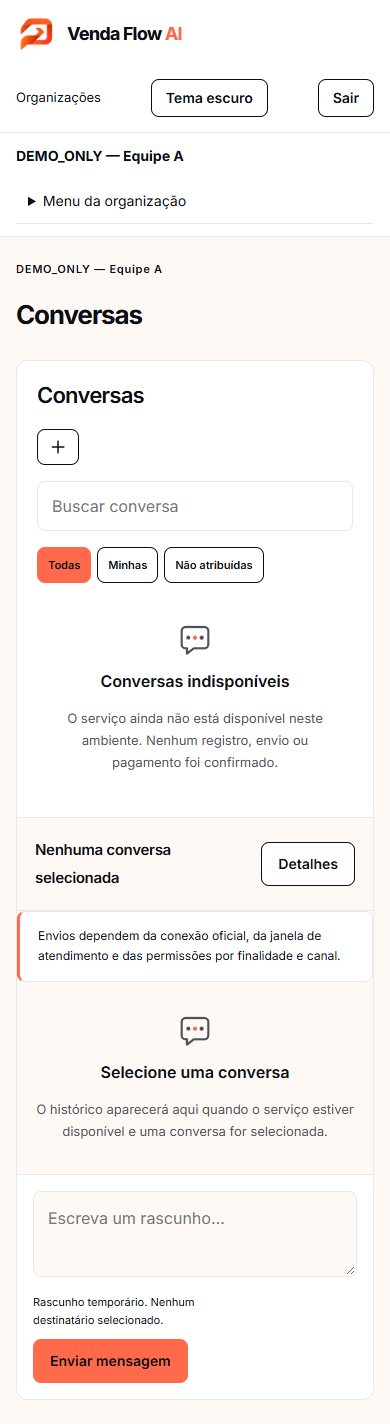 Venda Flow AI
Organizações
Tema escuro
Sair
DEMO_ONLY — Equipe A
Menu da organização
DEMO_ONLY — Equipe A
Conversas
Conversas
Buscar conversa
Todas
Minhas
Não atribuídas
Conversas indisponíveis
O serviço ainda não está disponível neste
ambiente. Nenhum registro, envio ou
pagamento foi confirmado.
Nenhuma conversa
selecionada
Detalhes
Envios dependem da conexão oficial, da janela de
atendimento e das permissões por finalidade e canal.
Selecione uma conversa
O histórico aparecerá aqui quando o serviço estiver
disponível e uma conversa for selecionada.
Escreva um rascunho...
Rascunho temporário. Nenhum
destinatário selecionado.
Enviar mensagem